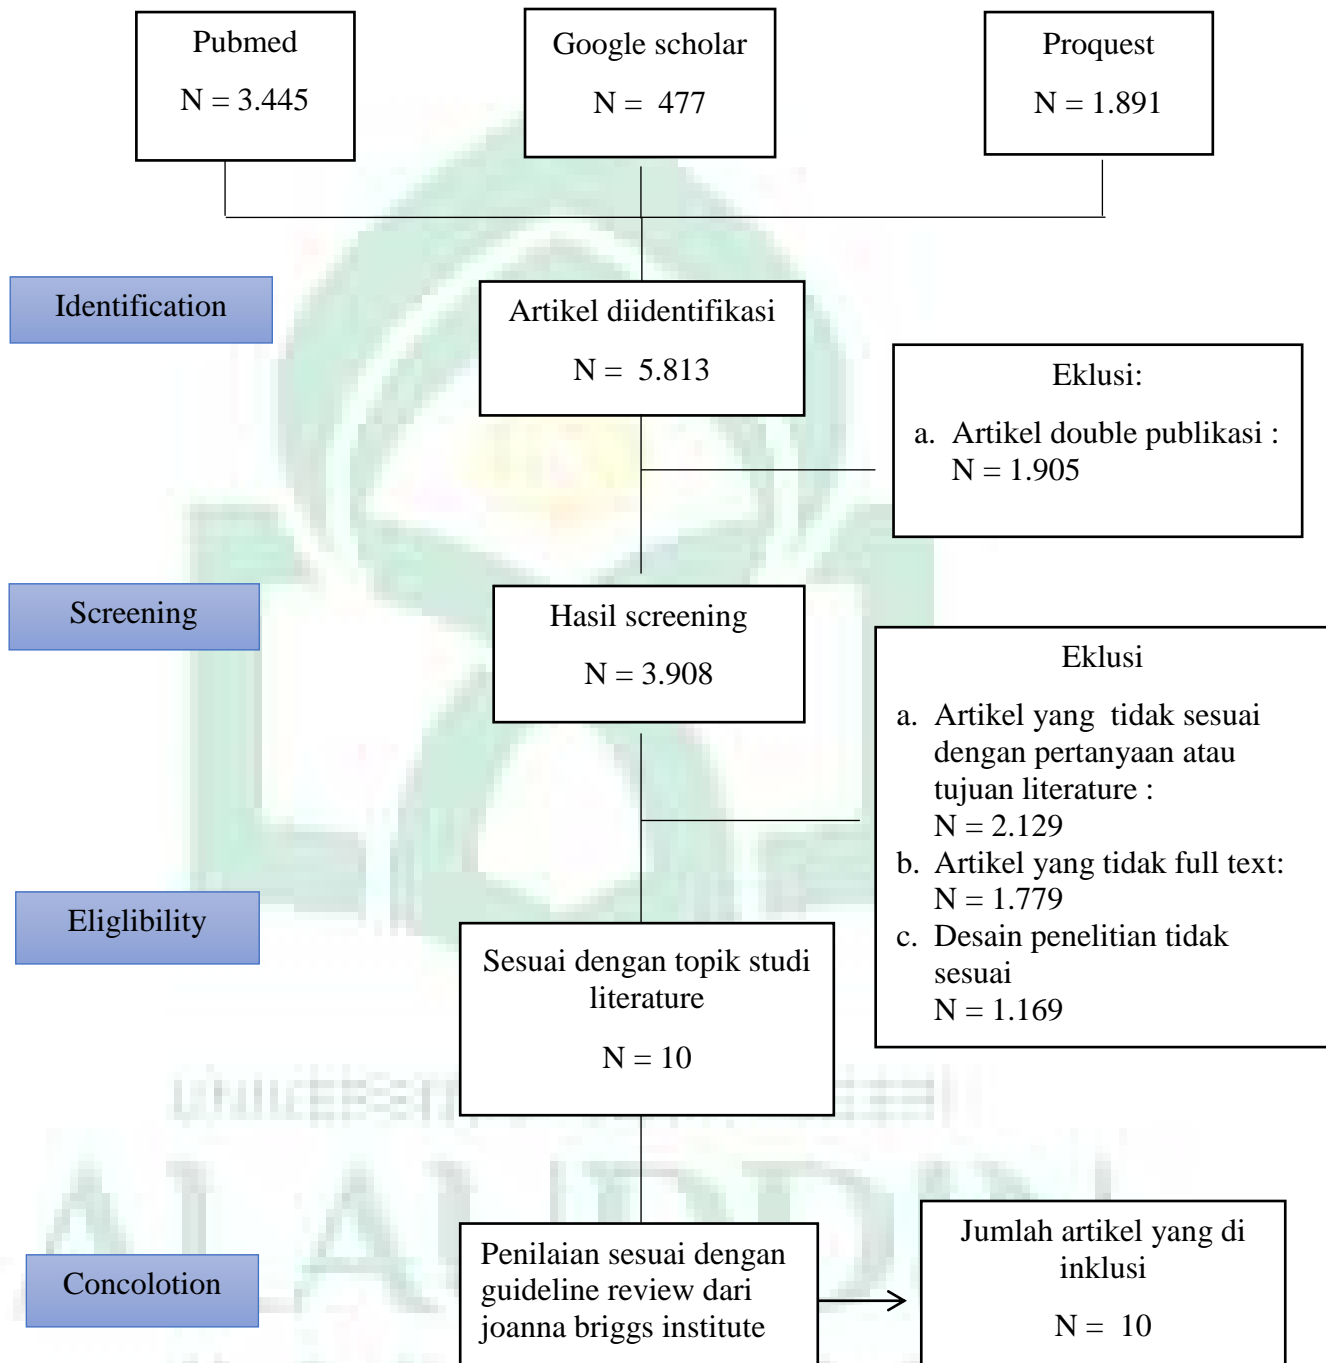 Pubmed
N = 3.445
Google scholar
N = 477
Proquest
N = 1.891
Identification
Artikel diidentifikasi
N = 5.813
Eklusi:
a. Artikel double publikasi :
N = 1.905
Screening
Hasil screening
N = 3.908
Eklusi
a. Artikel yang tidak sesuai
dengan pertanyaan atau
tujuan literature :
N = 2.129
b. Artikel yang tidak full text:
N = 1.779
c. Desain penelitian tidak
sesuai
N = 1.169
Eliglibility
Sesuai dengan topik studi
literature
N = 10
Concolotion
Penilaian sesuai dengan
guideline review dari
joanna briggs institute
Jumlah artikel yang di
inklusi
N = 10
ALAUDDIN